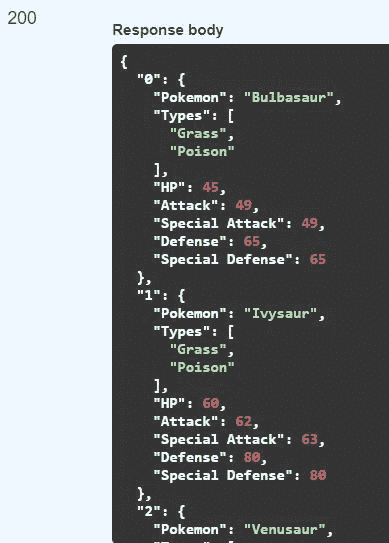 200
Response body
{
  "0": {
    "Pokemon": "Bulbasaur",
    "Types": [
      "Grass",
      "Poison"
    ],
    "HP": 45,
    "Attack": 49,
    "Special Attack": 49,
    "Defense": 65,
    "Special Defense": 65
  },
  "1": {
    "Pokemon": "Ivysaur",
    "Types": [
      "Grass",
      "Poison"
    ],
    "HP": 60,
    "Attack": 62,
    "Special Attack": 63,
    "Defense": 80,
    "Special Defense": 80
  },
  "2": {
    "Pokemon": "Venusaur",